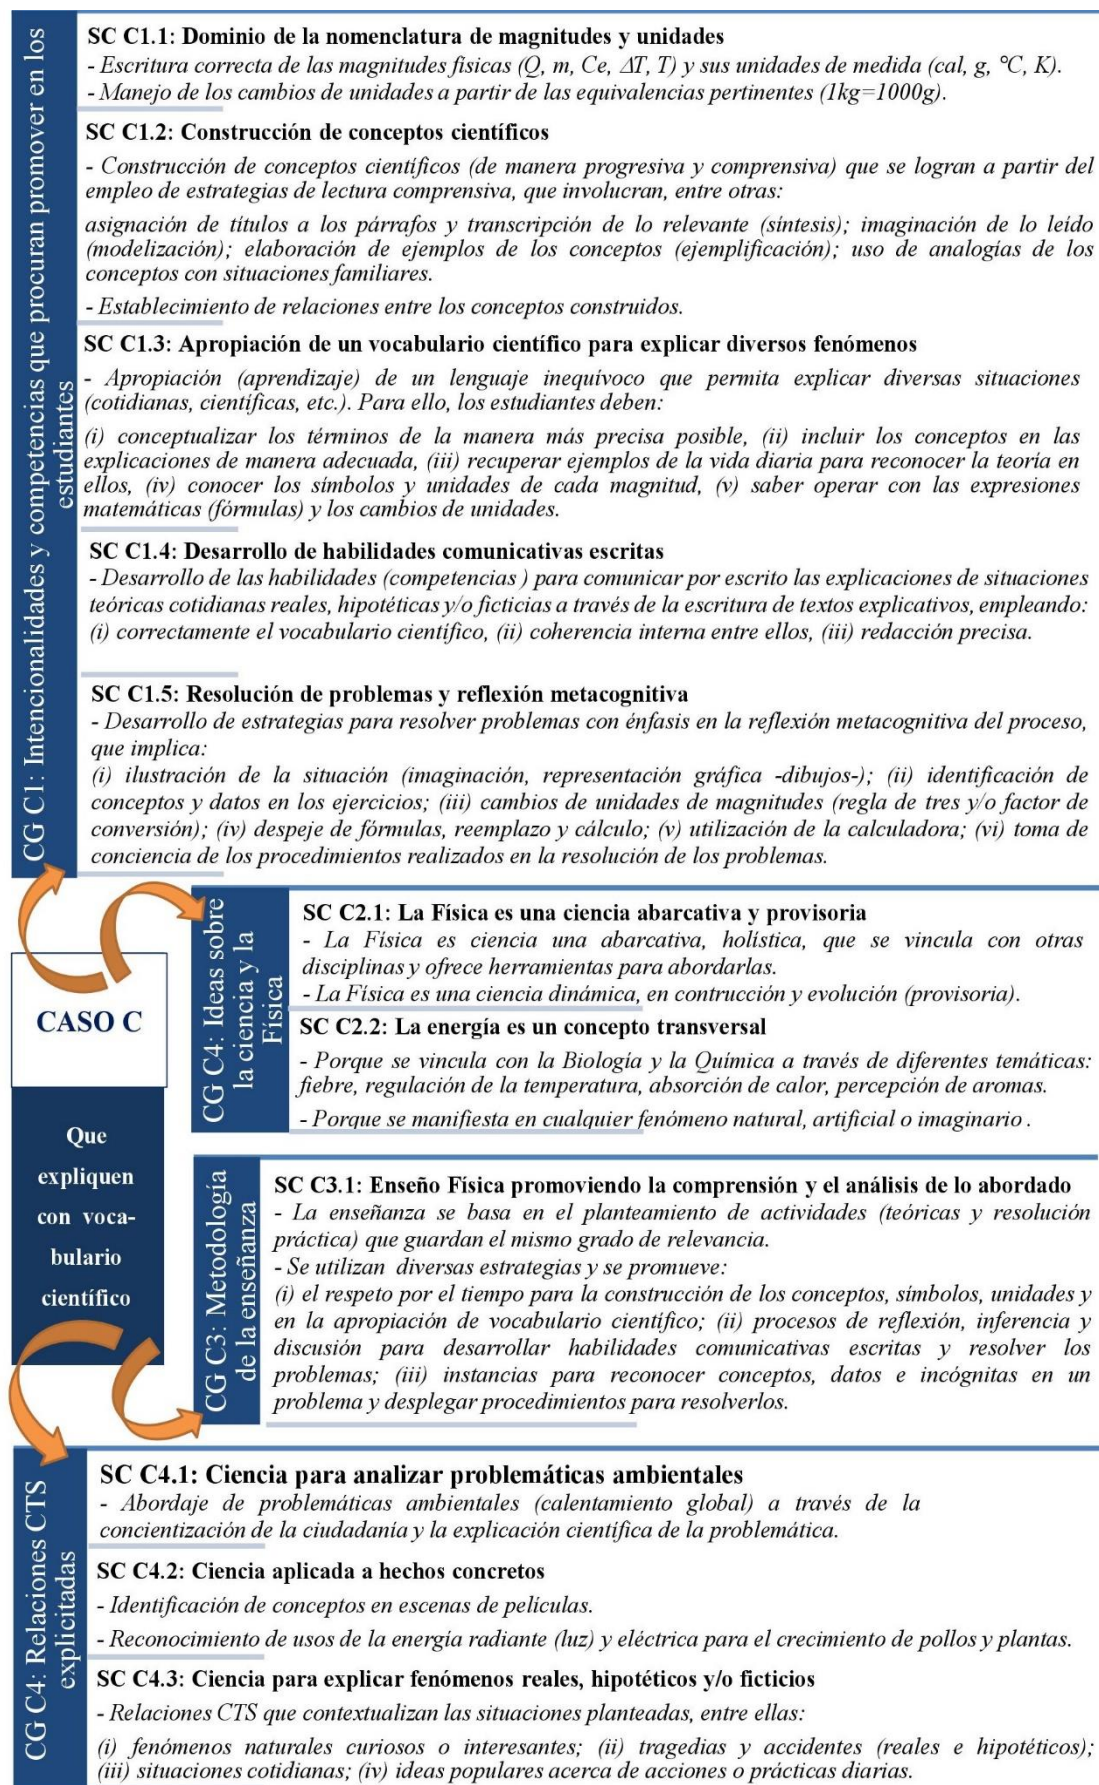 CG C1: Intencionalidades y competencias que procuran promover en los
estudiantes
SC C1.1: Dominio de la nomenclatura de magnitudes y unidades
- Escritura correcta de las magnitudes físicas (Q, m, Ce, ΔT, T) y sus unidades de medida (cal, g, °C, K).
- Manejo de los cambios de unidades a partir de las equivalencias pertinentes (1kg=1000g).
SC C1.2: Construcción de conceptos científicos
- Construcción de conceptos científicos (de manera progresiva y comprensiva) que se logran a partir del
empleo de estrategias de lectura comprensiva, que involucran, entre otras:
asignación de títulos a los párrafos y transcripción de lo relevante (síntesis); imaginación de lo leído
(modelización); elaboración de ejemplos de los conceptos (ejemplificación); uso de analogías de los
conceptos con situaciones familiares.
- Establecimiento de relaciones entre los conceptos construidos.
SC C1.3: Apropiación de un vocabulario científico para explicar diversos fenómenos
- Apropiación (aprendizaje) de un lenguaje inequívoco que permita explicar diversas situaciones
(cotidianas, científicas, etc.). Para ello, los estudiantes deben:
(i) conceptualizar los términos de la manera más precisa posible, (ii) incluir los conceptos en las
explicaciones de manera adecuada, (iii) recuperar ejemplos de la vida diaria para reconocer la teoría en
ellos, (iv) conocer los símbolos y unidades de cada magnitud, (v) saber operar con las expresiones
matemáticas (fórmulas) y los cambios de unidades.
SC C1.4: Desarrollo de habilidades comunicativas escritas
- Desarrollo de las habilidades (competencias ) para comunicar por escrito las explicaciones de situaciones
teóricas cotidianas reales, hipotéticas y/o ficticias a través de la escritura de textos explicativos, empleando:
(i) correctamente el vocabulario científico, (ii) coherencia interna entre ellos, (iii) redacción precisa.
SC C1.5: Resolución de problemas y reflexión metacognitiva
- Desarrollo de estrategias para resolver problemas con énfasis en la reflexión metacognitiva del proceso,
que implica:
(i) ilustración de la situación (imaginación, representación gráfica -dibujos-); (ii) identificación de
conceptos y datos en los ejercicios; (iii) cambios de unidades de magnitudes (regla de tres y/o factor de
conversión); (iv) despeje de fórmulas, reemplazo y cálculo; (v) utilización de la calculadora; (vi) toma de
conciencia de los procedimientos realizados en la resolución de los problemas.
CASO C
Que
expliquen
con voca-
bulario
científico
CG C4: Ideas sobre
la ciencia y la
Física
SC C2.1: La Física es una ciencia abarcativa y provisoria
- La Física es ciencia una abarcativa, holística, que se vincula con otras
disciplinas y ofrece herramientas para abordarlas.
- La Física es una ciencia dinámica, en contrucción y evolución (provisoria).
SC C2.2: La energía es un concepto transversal
- Porque se vincula con la Biología y la Química a través de diferentes temáticas:
fiebre, regulación de la temperatura, absorción de calor, percepción de aromas.
- Porque se manifiesta en cualquier fenómeno natural, artificial o imaginario .
CG C3: Metodología
de la enseñanza
SC C3.1: Enseño Física promoviendo la comprensión y el análisis de lo abordado
- La enseñanza se basa en el planteamiento de actividades (teóricas y resolución
práctica) que guardan el mismo grado de relevancia.
- Se utilizan diversas estrategias y se promueve:
(i) el respeto por el tiempo para la construcción de los conceptos, símbolos, unidades y
en la apropiación de vocabulario científico; (ii) procesos de reflexión, inferencia y
discusión para desarrollar habilidades comunicativas escritas y resolver los
problemas; (iii) instancias para reconocer conceptos, datos e incógnitas en un
problema y desplegar procedimientos para resolverlos.
CG C4: Relaciones CTS
explicitadas
SC C4.1: Ciencia para analizar problemáticas ambientales
- Abordaje de problemáticas ambientales (calentamiento global) a través de la
concientización de la ciudadanía y la explicación científica de la problemática.
SC C4.2: Ciencia aplicada a hechos concretos
- Identificación de conceptos en escenas de películas.
- Reconocimiento de usos de la energía radiante (luz) y eléctrica para el crecimiento de pollos y plantas.
SC C4.3: Ciencia para explicar fenómenos reales, hipotéticos y/o ficticios
- Relaciones CTS que contextualizan las situaciones planteadas, entre ellas:
(i) fenómenos naturales curiosos o interesantes; (ii) tragedias y accidentes (reales e hipotéticos);
(iii) situaciones cotidianas; (iv) ideas populares acerca de acciones o prácticas diarias.